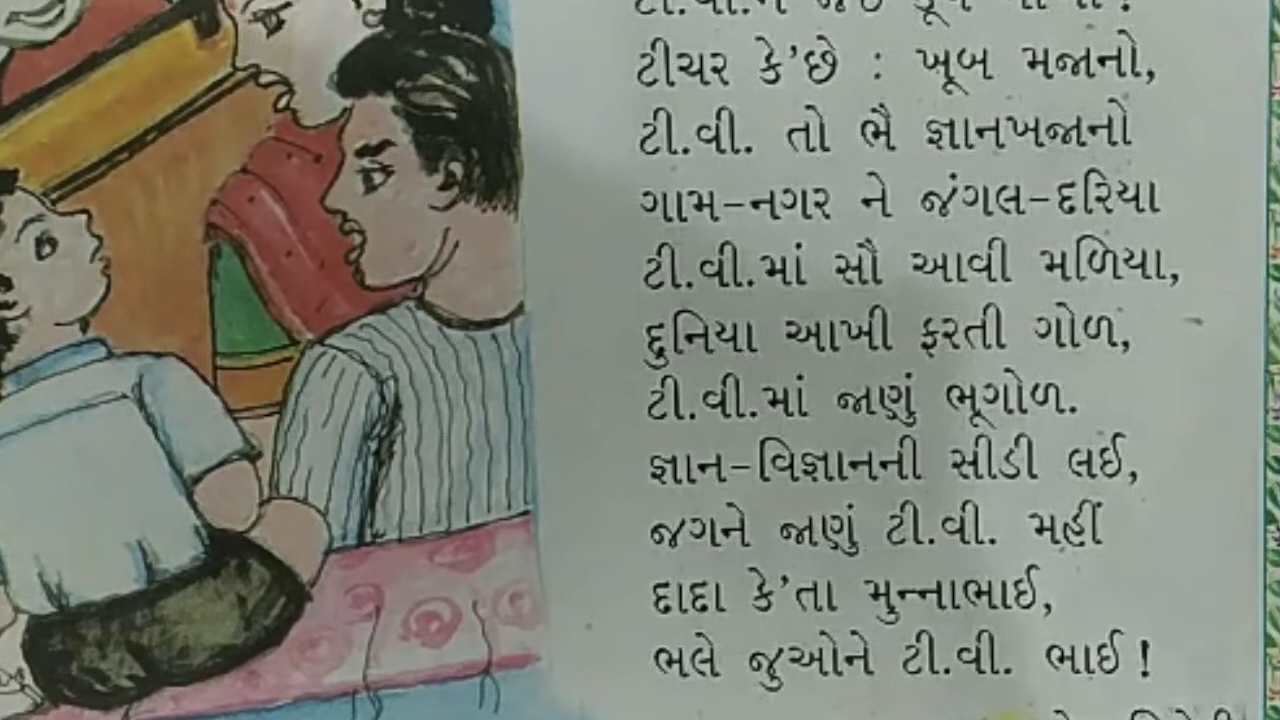 ટીચર કે'છે : ખૂબ મજાનો,
ટી.વી. તો ભૈ જ્ઞાનખજાનો
ગામ-નગર ને જંગલ-દરિયા
ટી.વી.માં સૌ આવી મળિયા,
દુનિયા આખી ફરતી ગોળ,
ટી.વી.માં જાણું ભૂગોળ.
જ્ઞાન-વિજ્ઞાનની સીડી લઈ,
જગને જાણું ટી.વી. મહીં
દાદા કે'તા મુન્નાભાઈ,
ભલે જુઓને ટી.વી. ભાઈ!